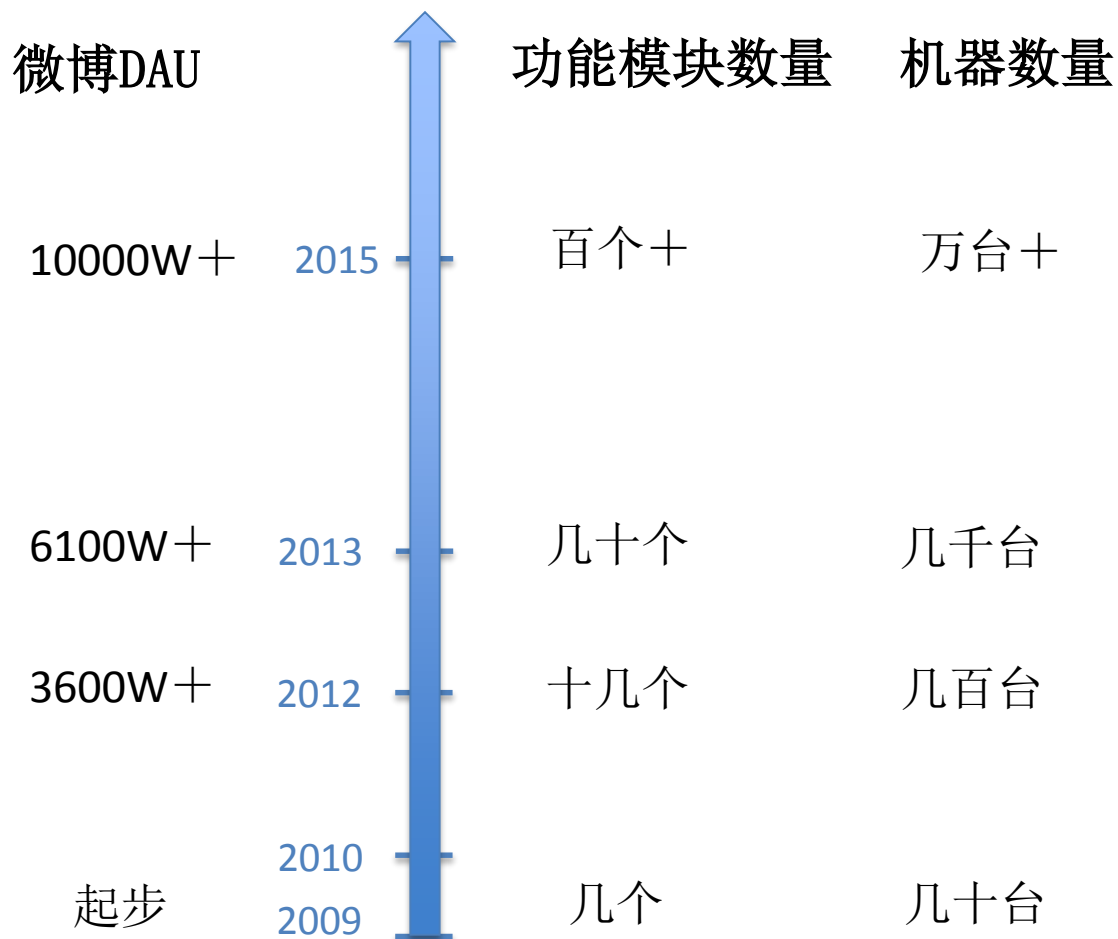 微博DAU 功能模块数量 机器数量
10000W＋ 2015 百个＋ 万台＋
6100W＋ 2013 几十个 几千台
3600W＋ 2012 十几个 几百台
2010
起步 2009 几个 几十台